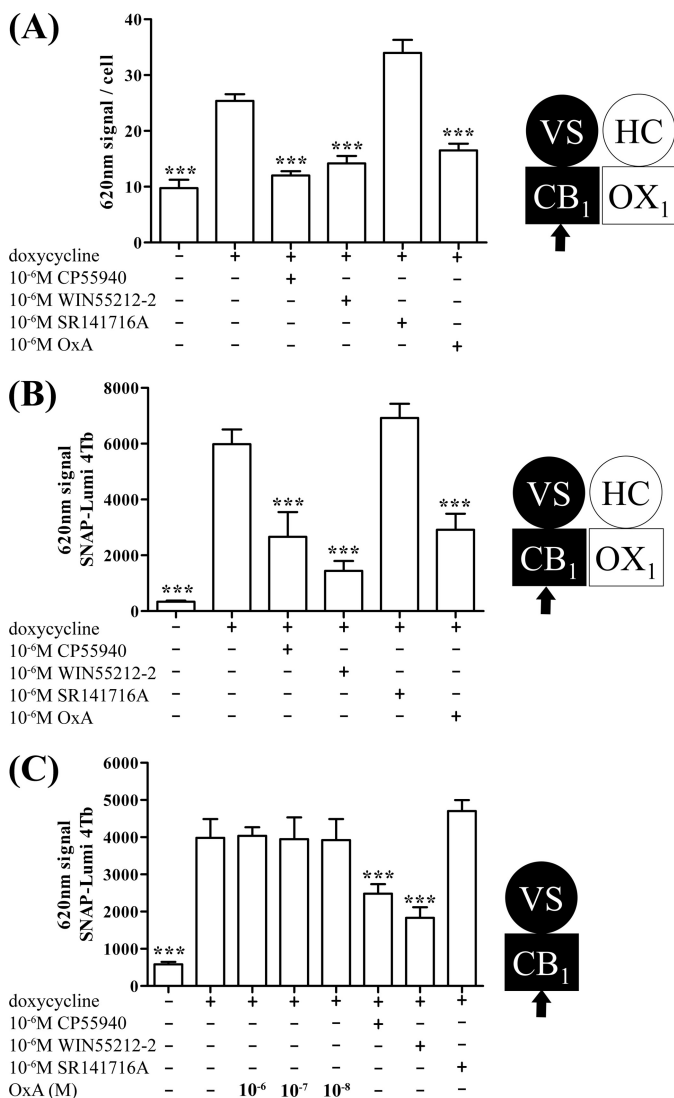 (A)
620nm signal / cell
40
30
20
10
0
*** *** *** ***
doxycycline – + + + + +
10⁻⁶M CP55940 – – + – – –
10⁻⁶M WIN55212-2 – – – + – –
10⁻⁶M SR141716A – – – – + –
10⁻⁶M OxA – – – – – +
VS HC
CB₁ OX₁
(B)
620nm signal
SNAP-Lumi 4Tb
8000
6000
4000
2000
0
*** *** *** ***
doxycycline – + + + + +
10⁻⁶M CP55940 – – + – – –
10⁻⁶M WIN55212-2 – – – + – –
10⁻⁶M SR141716A – – – – + –
10⁻⁶M OxA – – – – – +
VS HC
CB₁ OX₁
(C)
620nm signal
SNAP-Lumi 4Tb
6000
5000
4000
3000
2000
1000
0
*** *** ***
doxycycline – + + + + + + +
10⁻⁶M CP55940 – – – – – + – –
10⁻⁶M WIN55212-2 – – – – – – + –
10⁻⁶M SR141716A – – – – – – – +
OxA (M) – – 10⁻⁶ 10⁻⁷ 10⁻⁸ – – –
VS
CB₁